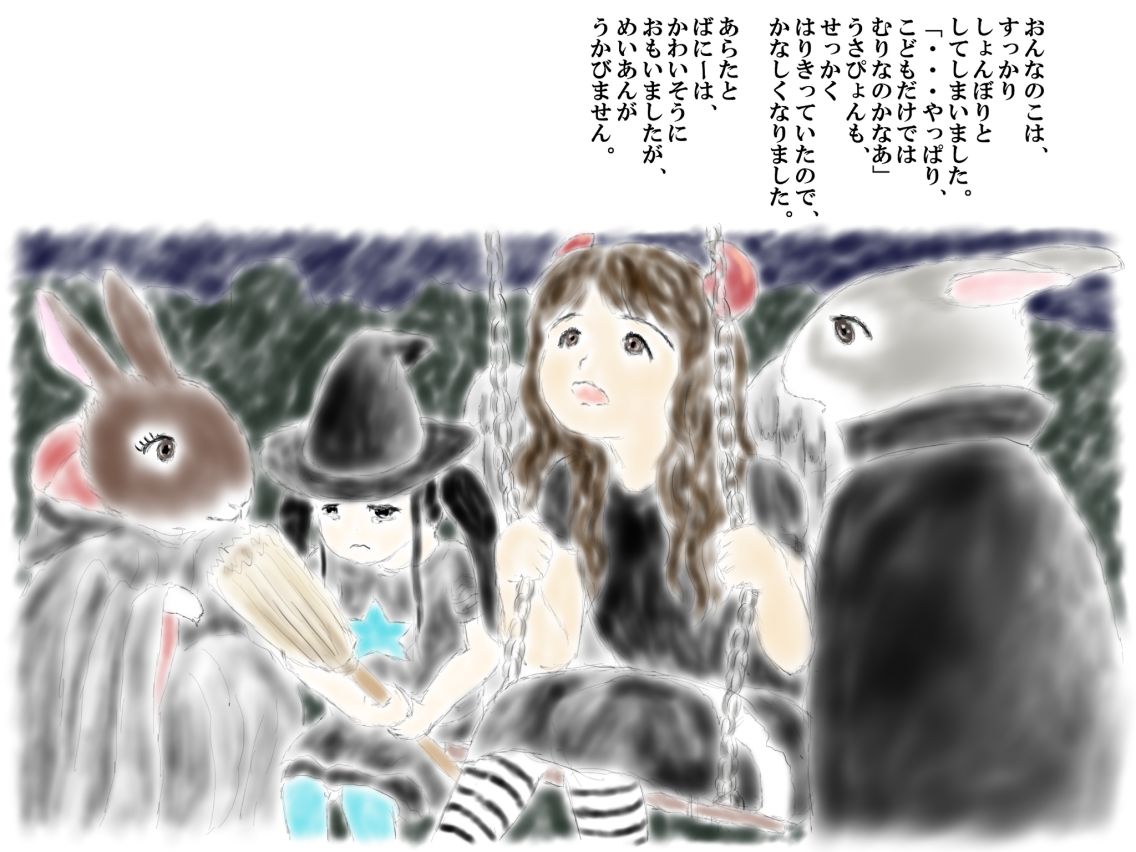 おんなのこは、
すっかり
しょんぼりと
してしまいました。
「・・・やっぱり、
こどもだけでは
むりなのかなあ」
うさぴょんも、
せっかく
はりきっていたので、
かなしくなりました。
あらたと
ばにーは、
かわいそうに
おもいましたが、
めいあんが
うかびません。